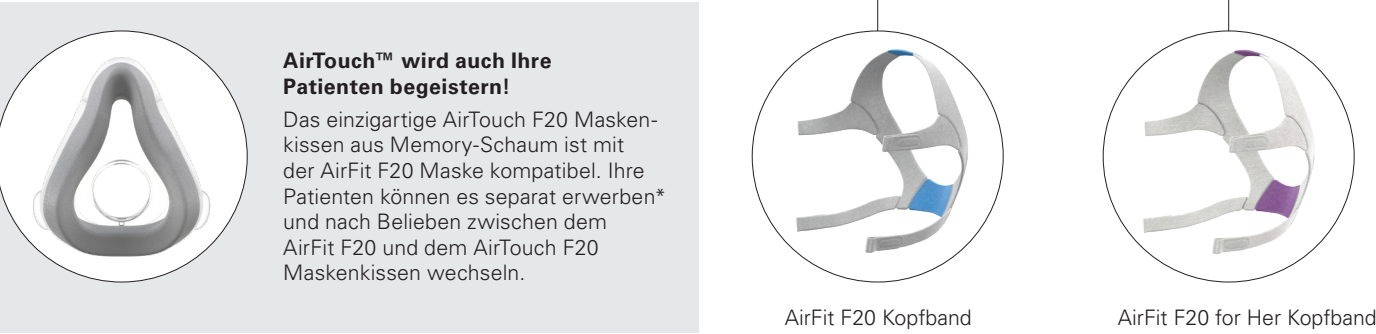 AirTouch™ wird auch Ihre
Patienten begeistern!
Das einzigartige AirTouch F20 Masken-
kissen aus Memory-Schaum ist mit
der AirFit F20 Maske kompatibel. Ihre
Patienten können es separat erwerben*
und nach Belieben zwischen dem
AirFit F20 und dem AirTouch F20
Maskenkissen wechseln.
AirFit F20 Kopfband
AirFit F20 for Her Kopfband